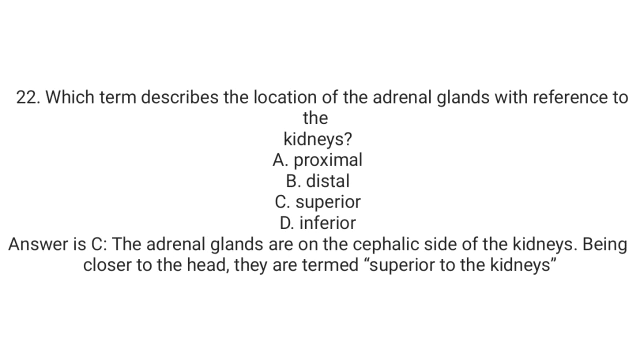 22. Which term describes the location of the adrenal glands with reference to
the
kidneys?
A. proximal
B. distal
C. superior
D. inferior
Answer is C: The adrenal glands are on the cephalic side of the kidneys. Being
closer to the head, they are termed “superior to the kidneys”